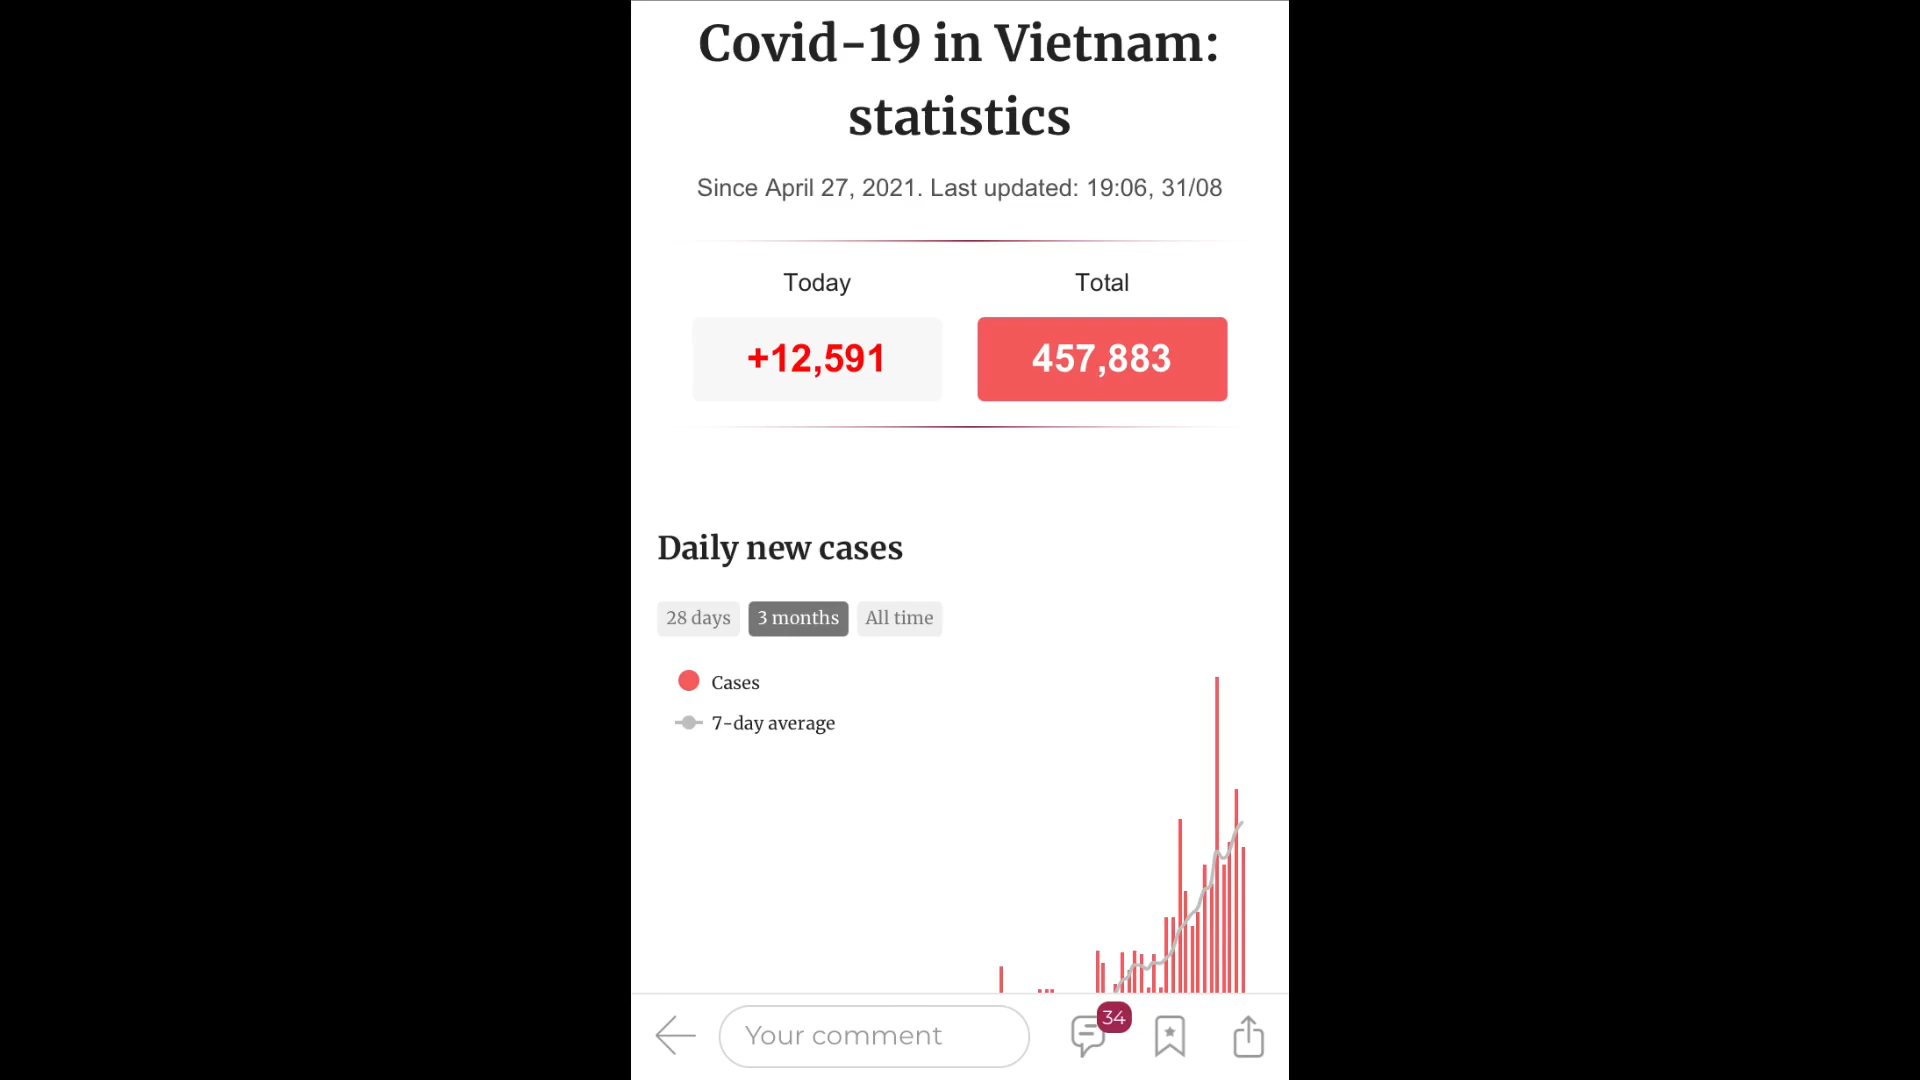 Covid-19 in Vietnam:
statistics
Since April 27, 2021. Last updated: 19:06, 31/08
Today
Total
+12,591
457,883
Daily new cases
28 days
3 months
All time
Cases
7-day average
Your comment
34